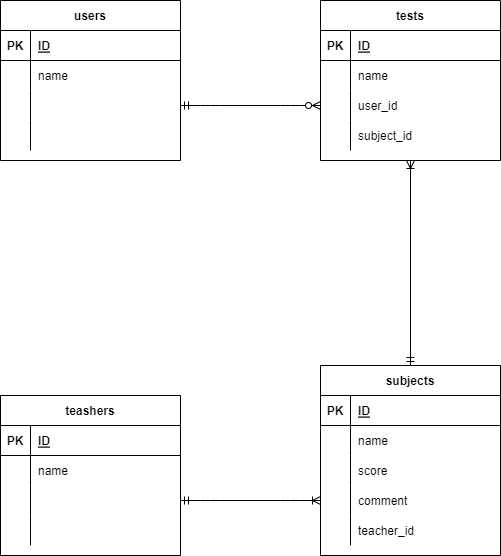 users
PK ID
name
tests
PK ID
name
user_id
subject_id
teashers
PK ID
name
subjects
PK ID
name
score
comment
teacher_id